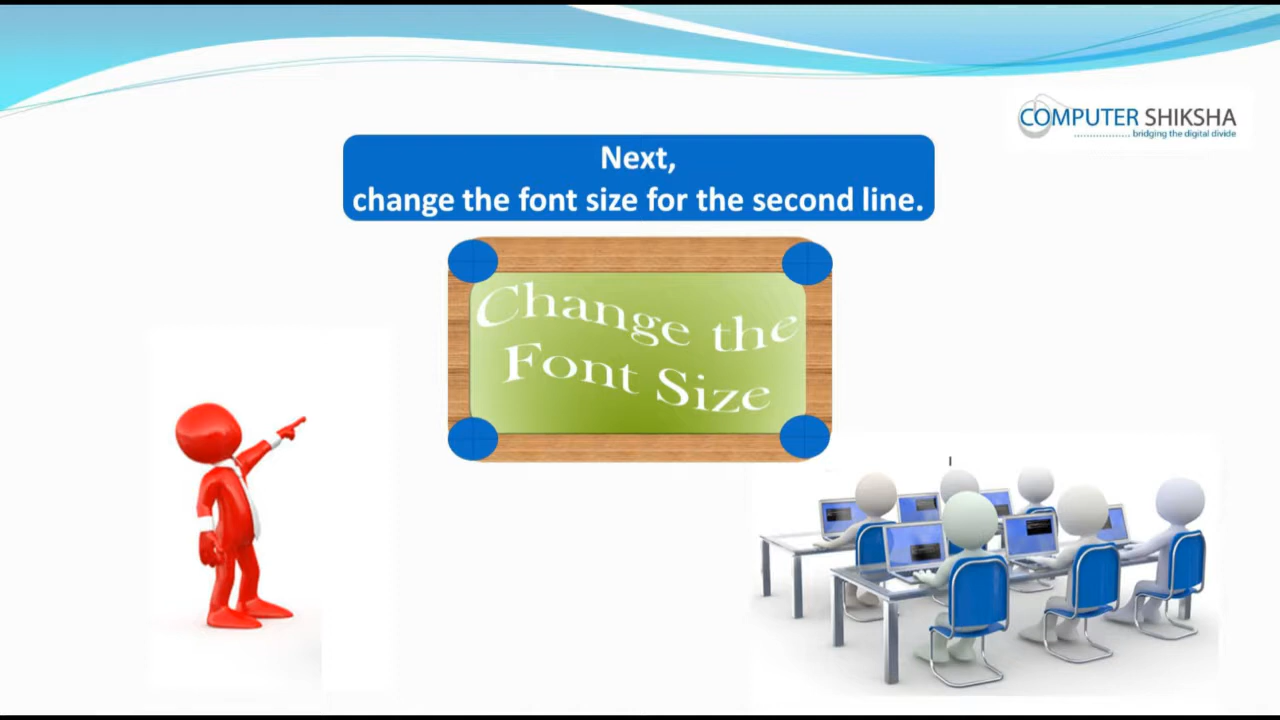 COMPUTER SHIKSHA
bridging the digital divide
Next,
change the font size for the second line.
Change the
Font Size